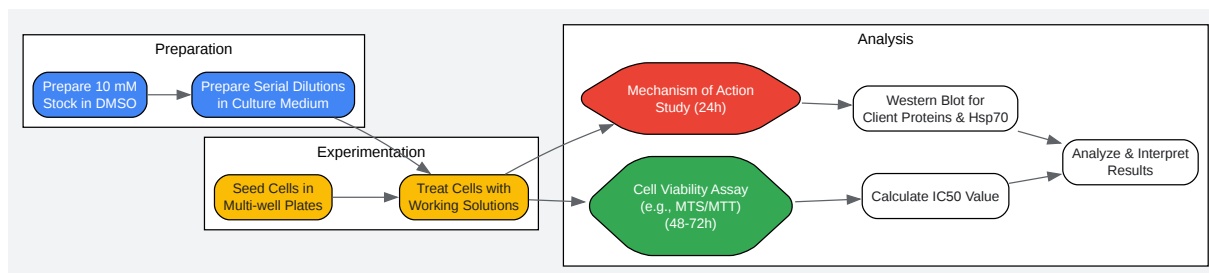 Preparation
Prepare 10 mM
Stock in DMSO
Prepare Serial Dilutions
in Culture Medium
Experimentation
Seed Cells in
Multi-well Plates
Treat Cells with
Working Solutions
Analysis
Mechanism of Action
Study (24h)
Western Blot for
Client Proteins & Hsp70
Cell Viability Assay
(e.g., MTS/MTT)
(48-72h)
Calculate IC50 Value
Analyze & Interpret
Results